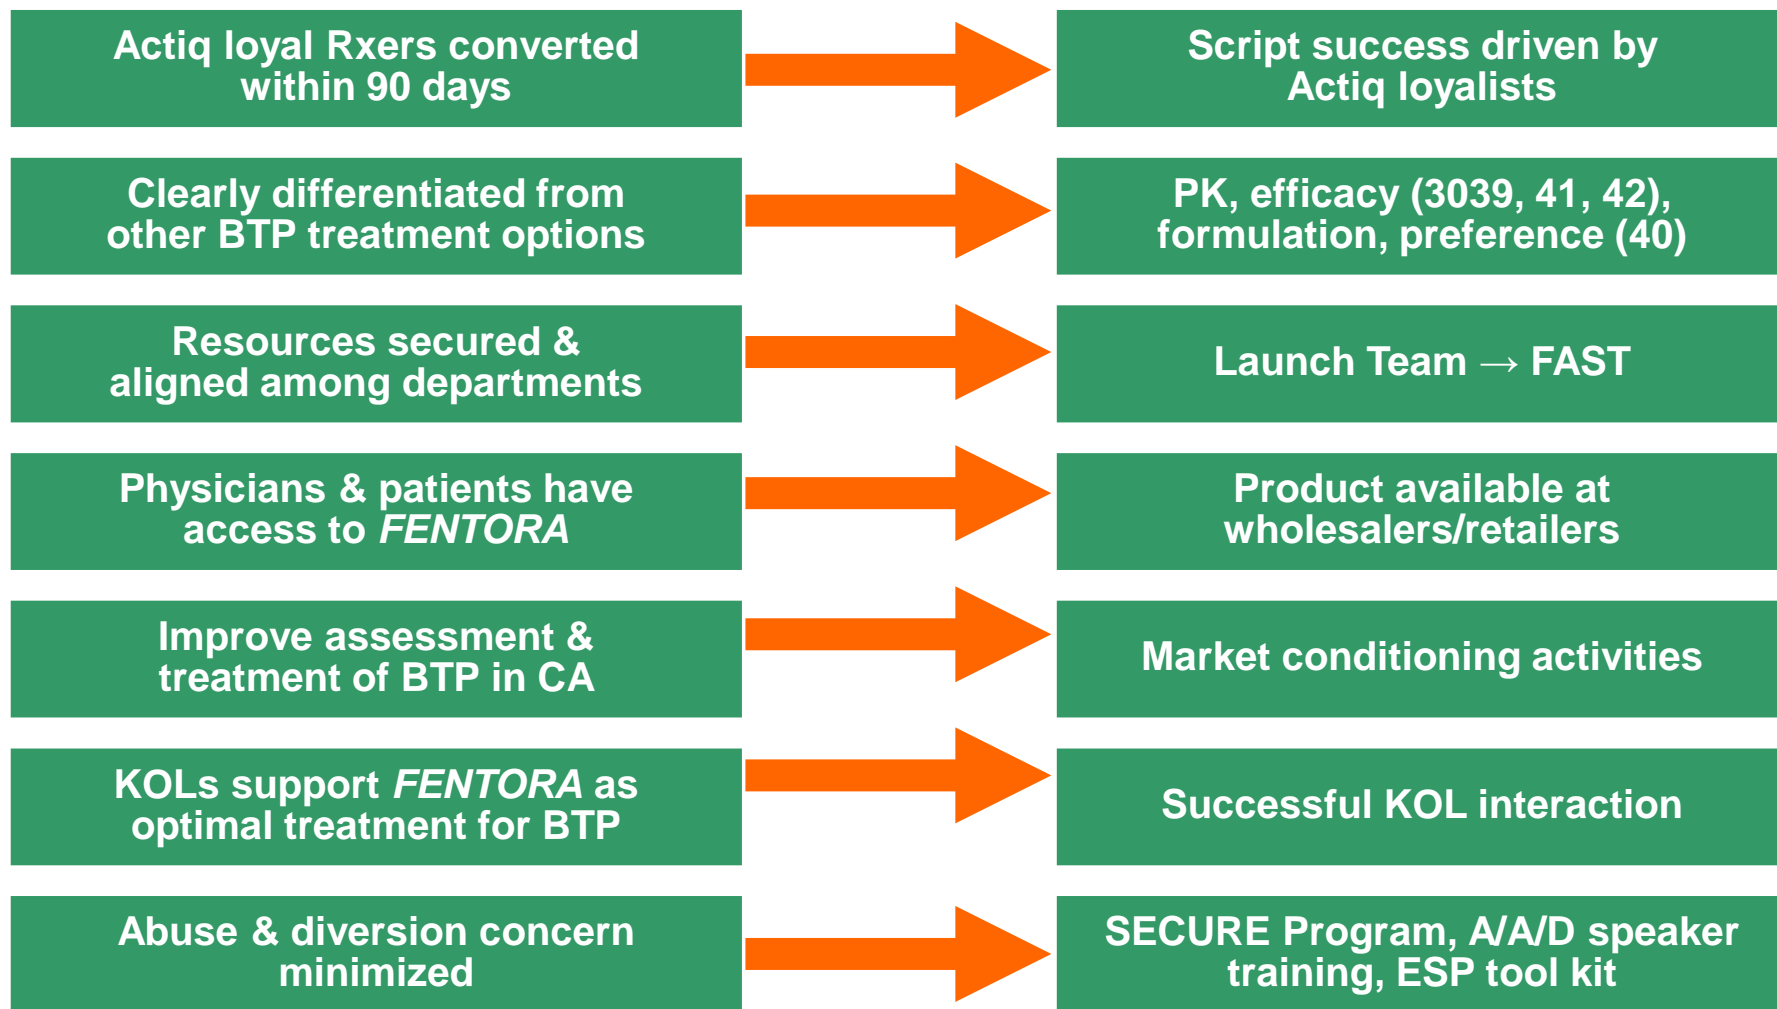 Actiq loyal Rxers converted
within 90 days
Script success driven by
Actiq loyalists
Clearly differentiated from
other BTP treatment options
PK, efficacy (3039, 41, 42),
formulation, preference (40)
Resources secured &
aligned among departments
Launch Team → FAST
Physicians & patients have
access to FENTORA
Product available at
wholesalers/retailers
Improve assessment &
treatment of BTP in CA
Market conditioning activities
KOLs support FENTORA as
optimal treatment for BTP
Successful KOL interaction
Abuse & diversion concern
minimized
SECURE Program, A/A/D speaker
training, ESP tool kit